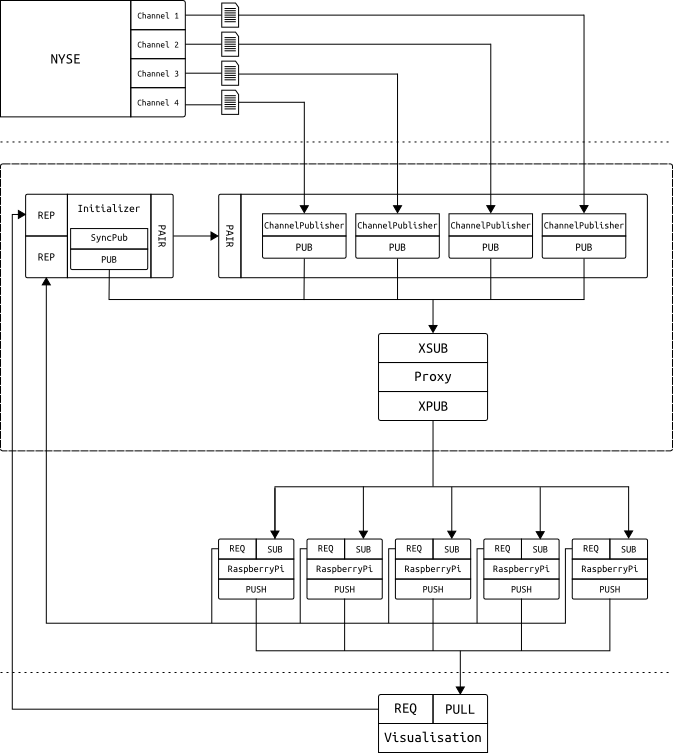 NYSE
Channel 1
Channel 2
Channel 3
Channel 4
REP
REP
Initializer
SyncPub
PUB
PAIR
PAIR
ChannelPublisher
PUB
ChannelPublisher
PUB
ChannelPublisher
PUB
ChannelPublisher
PUB
XSUB
Proxy
XPUB
REQ SUB
RaspberryPi
PUSH
REQ SUB
RaspberryPi
PUSH
REQ SUB
RaspberryPi
PUSH
REQ SUB
RaspberryPi
PUSH
REQ SUB
RaspberryPi
PUSH
REQ PULL
Visualisation